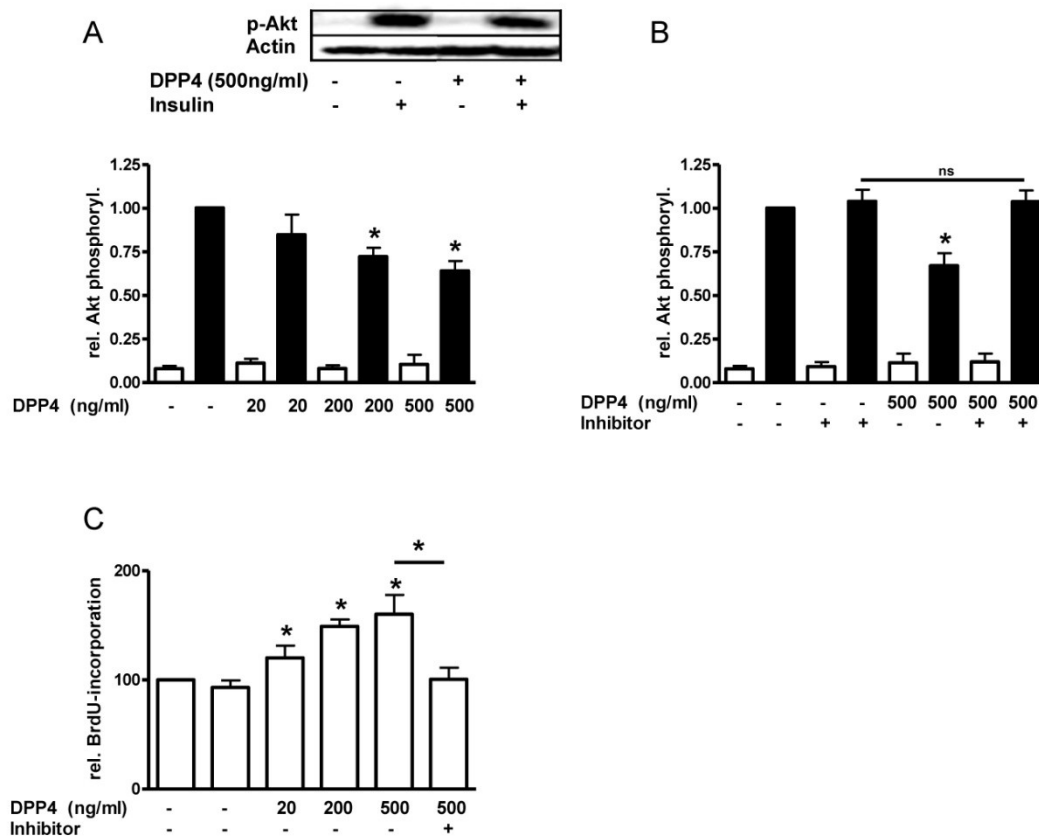 A
p-Akt
Actin
DPP4 (500ng/ml) - - + +
Insulin - + - +
rel. Akt phosphoryl.
1.25
1.00
0.75
0.50
0.25
0.00
* *
DPP4 (ng/ml) - - 20 20 200 200 500 500
B
rel. Akt phosphoryl.
1.25
1.00
0.75
0.50
0.25
0.00
ns
*
DPP4 (ng/ml) - - - - 500 500 500 500
Inhibitor - - + + - - + +
C
rel. BrdU-incorporation
200
100
0
*
* * *
DPP4 (ng/ml) - - 20 200 500 500
Inhibitor - - - - - +